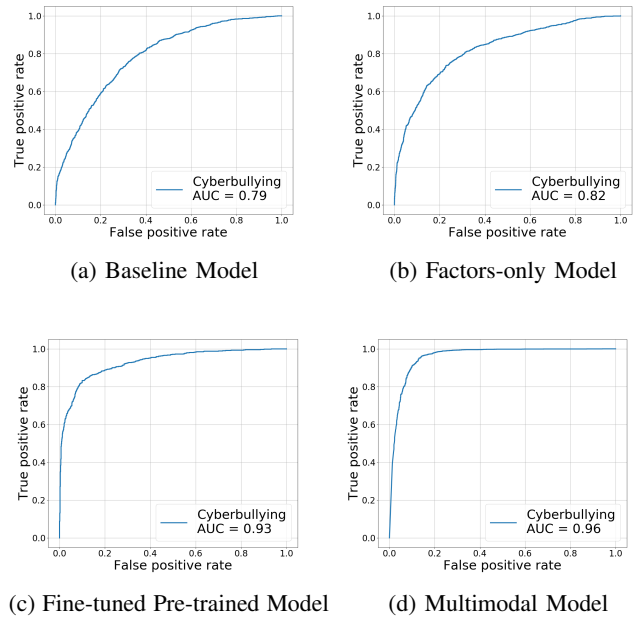 1.0
0.8
0.6
0.4
0.2
0.0
True positive rate
Cyberbullying
AUC = 0.79
0.0 0.2 0.4 0.6 0.8 1.0
False positive rate
(a) Baseline Model
1.0
0.8
0.6
0.4
0.2
0.0
True positive rate
Cyberbullying
AUC = 0.82
0.0 0.2 0.4 0.6 0.8 1.0
False positive rate
(b) Factors-only Model
1.0
0.8
0.6
0.4
0.2
0.0
True positive rate
Cyberbullying
AUC = 0.93
0.0 0.2 0.4 0.6 0.8 1.0
False positive rate
(c) Fine-tuned Pre-trained Model
1.0
0.8
0.6
0.4
0.2
0.0
True positive rate
Cyberbullying
AUC = 0.96
0.0 0.2 0.4 0.6 0.8 1.0
False positive rate
(d) Multimodal Model